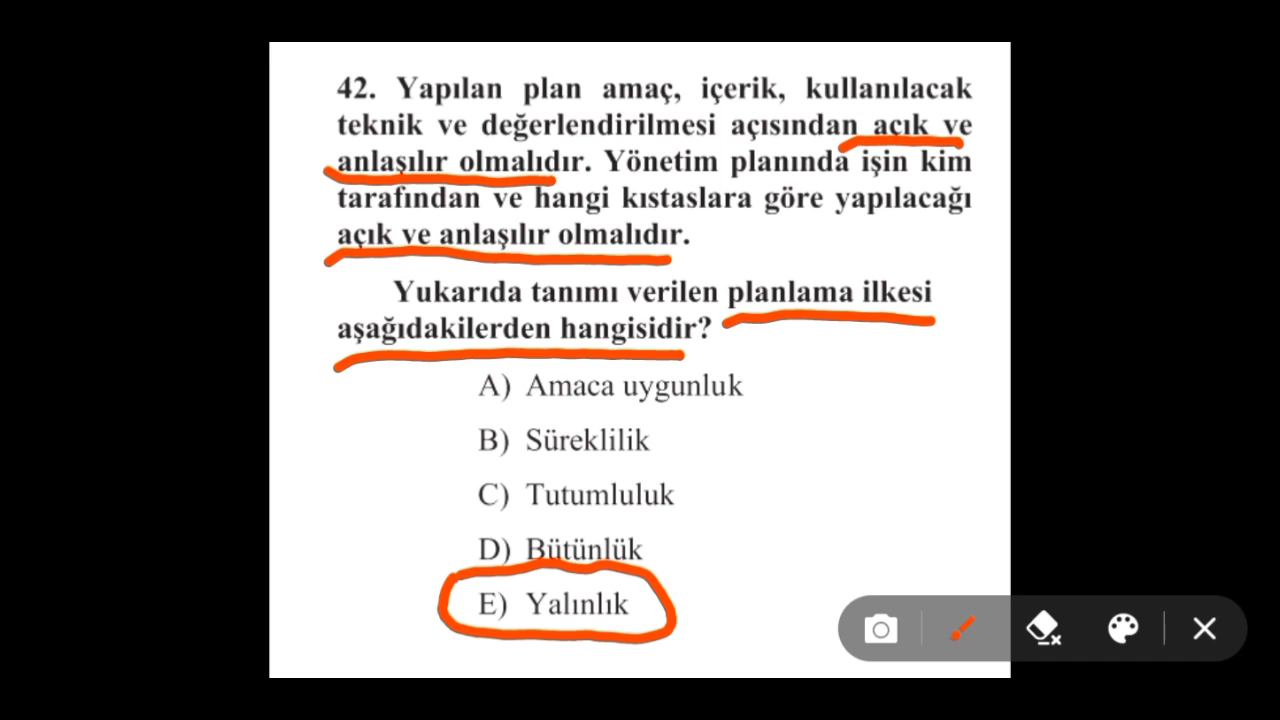 42. Yapılan plan amaç, içerik, kullanılacak
teknik ve değerlendirilmesi açısından açık ve
anlaşılır olmalıdır. Yönetim planında işin kim
tarafından ve hangi kıstaslara göre yapılacağı
açık ve anlaşılır olmalıdır.
Yukarıda tanımı verilen planlama ilkesi
aşağıdakilerden hangisidir?
A) Amaca uygunluk
B) Süreklilik
C) Tutumluluk
D) Bütünlük
E) Yalınlık